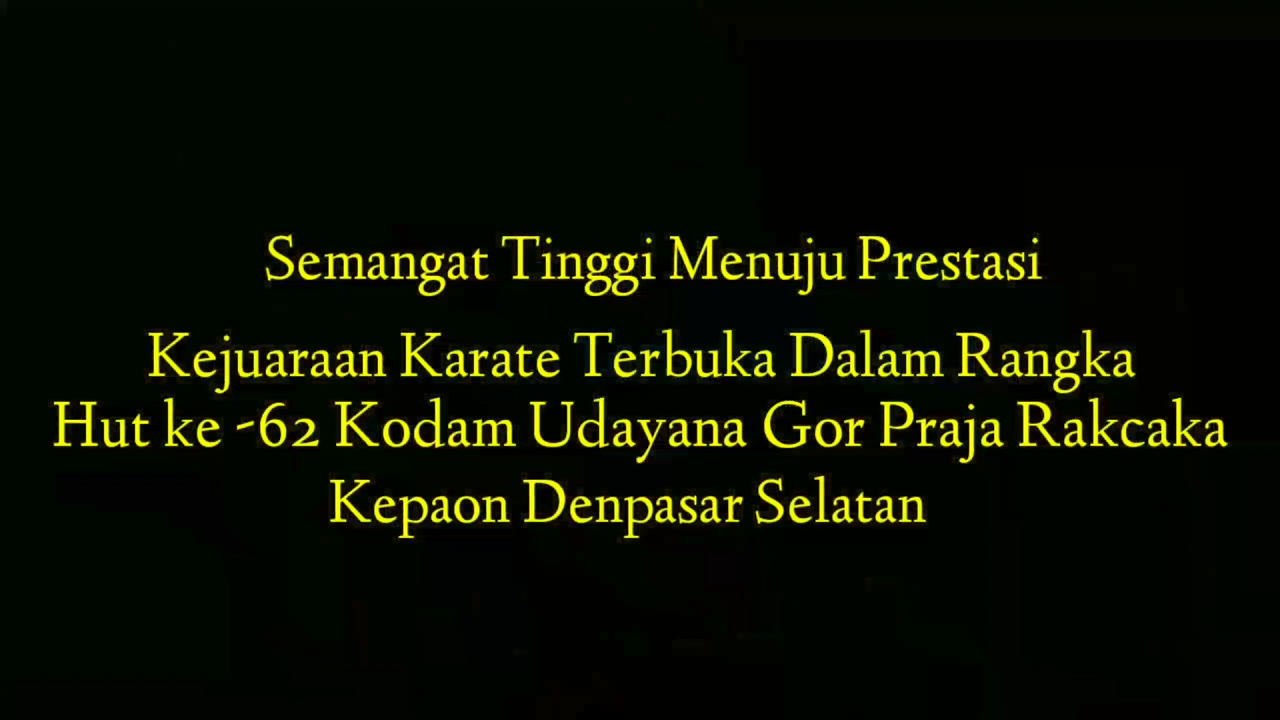 Semangat Tinggi Menuju Prestasi
Kejuaraan Karate Terbuka Dalam Rangka
Hut ke -62 Kodam Udayana Gor Praja Rakcaka
Kepaon Denpasar Selatan